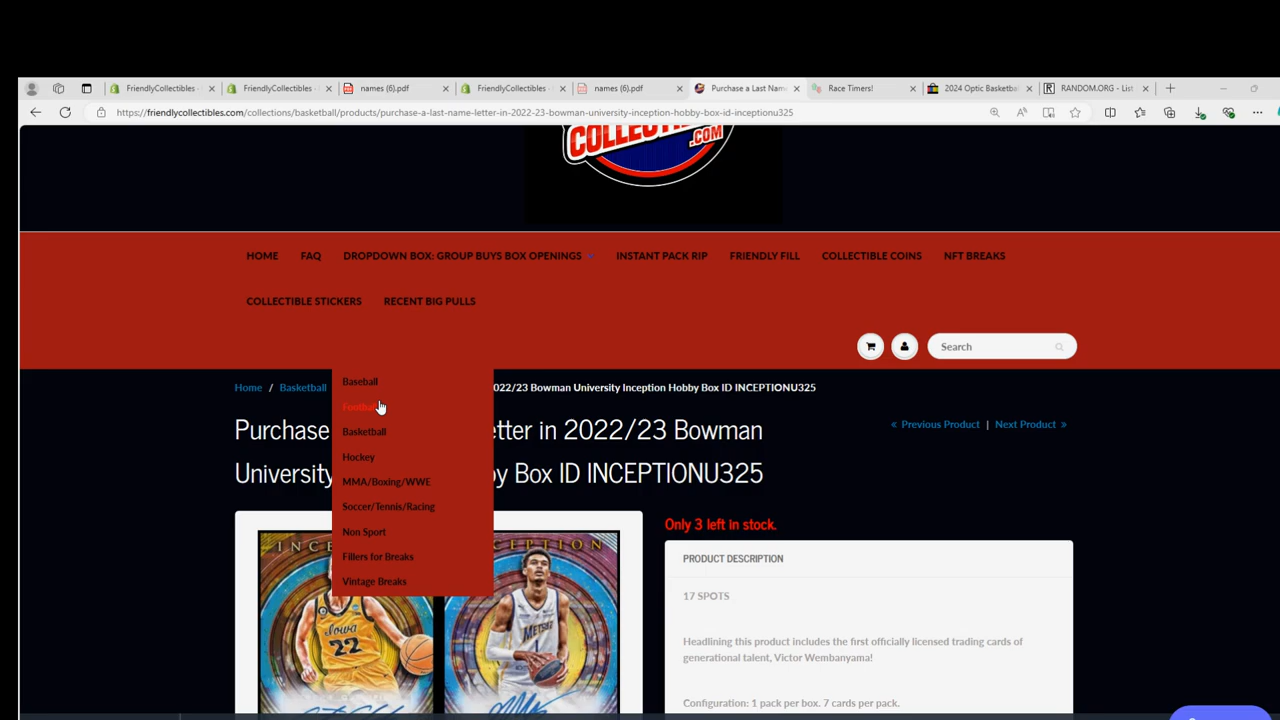 FriendlyCollectibles
FriendlyCollectibles
names (6).pdf
FriendlyCollectibles
names (6).pdf
Purchase a Last Nam
Race Timers!
2024 Optic Basketba
RANDOM.ORG - List
https://friendlycollectibles.com/collections/basketball/products/purchase-a-last-name-letter-in-2022-23-bowman-university-inception-hobby-box-id-inceptionu325
COLLECTIBLES
.COM
HOME FAQ DROPDOWN BOX: GROUP BUYS BOX OPENINGS INSTANT PACK RIP FRIENDLY FILL COLLECTIBLE COINS NFT BREAKS
COLLECTIBLE STICKERS RECENT BIG PULLS
Search
Home / Basketball
022/23 Bowman University Inception Hobby Box ID INCEPTIONU325
Baseball
Football
Basketball
Hockey
MMA/Boxing/WWE
Soccer/Tennis/Racing
Non Sport
Fillers for Breaks
Vintage Breaks
Purchase etter in 2022/23 Bowman
University by Box ID INCEPTIONU325
« Previous Product | Next Product »
Only 3 left in stock.
PRODUCT DESCRIPTION
17 SPOTS
Headlining this product includes the first officially licensed trading cards of
generational talent, Victor Wembanyama!
Configuration: 1 pack per box. 7 cards per pack.
INCE
CEPTION
Iowa
22
METS
1